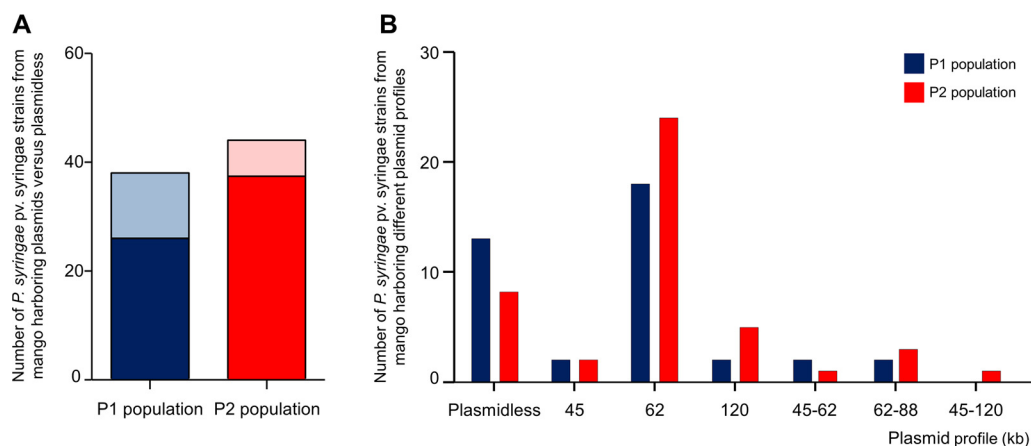 A
Number of P. syringae pv. syringae strains from
mango harboring plasmids versus plasmidless
60
40
20
0
P1 population
P2 population
B
Number of P. syringae pv. syringae strains from
mango harboring different plasmid profiles
30
20
10
0
P1 population
P2 population
Plasmidless
45
62
120
45-62
62-88
45-120
Plasmid profile (kb)